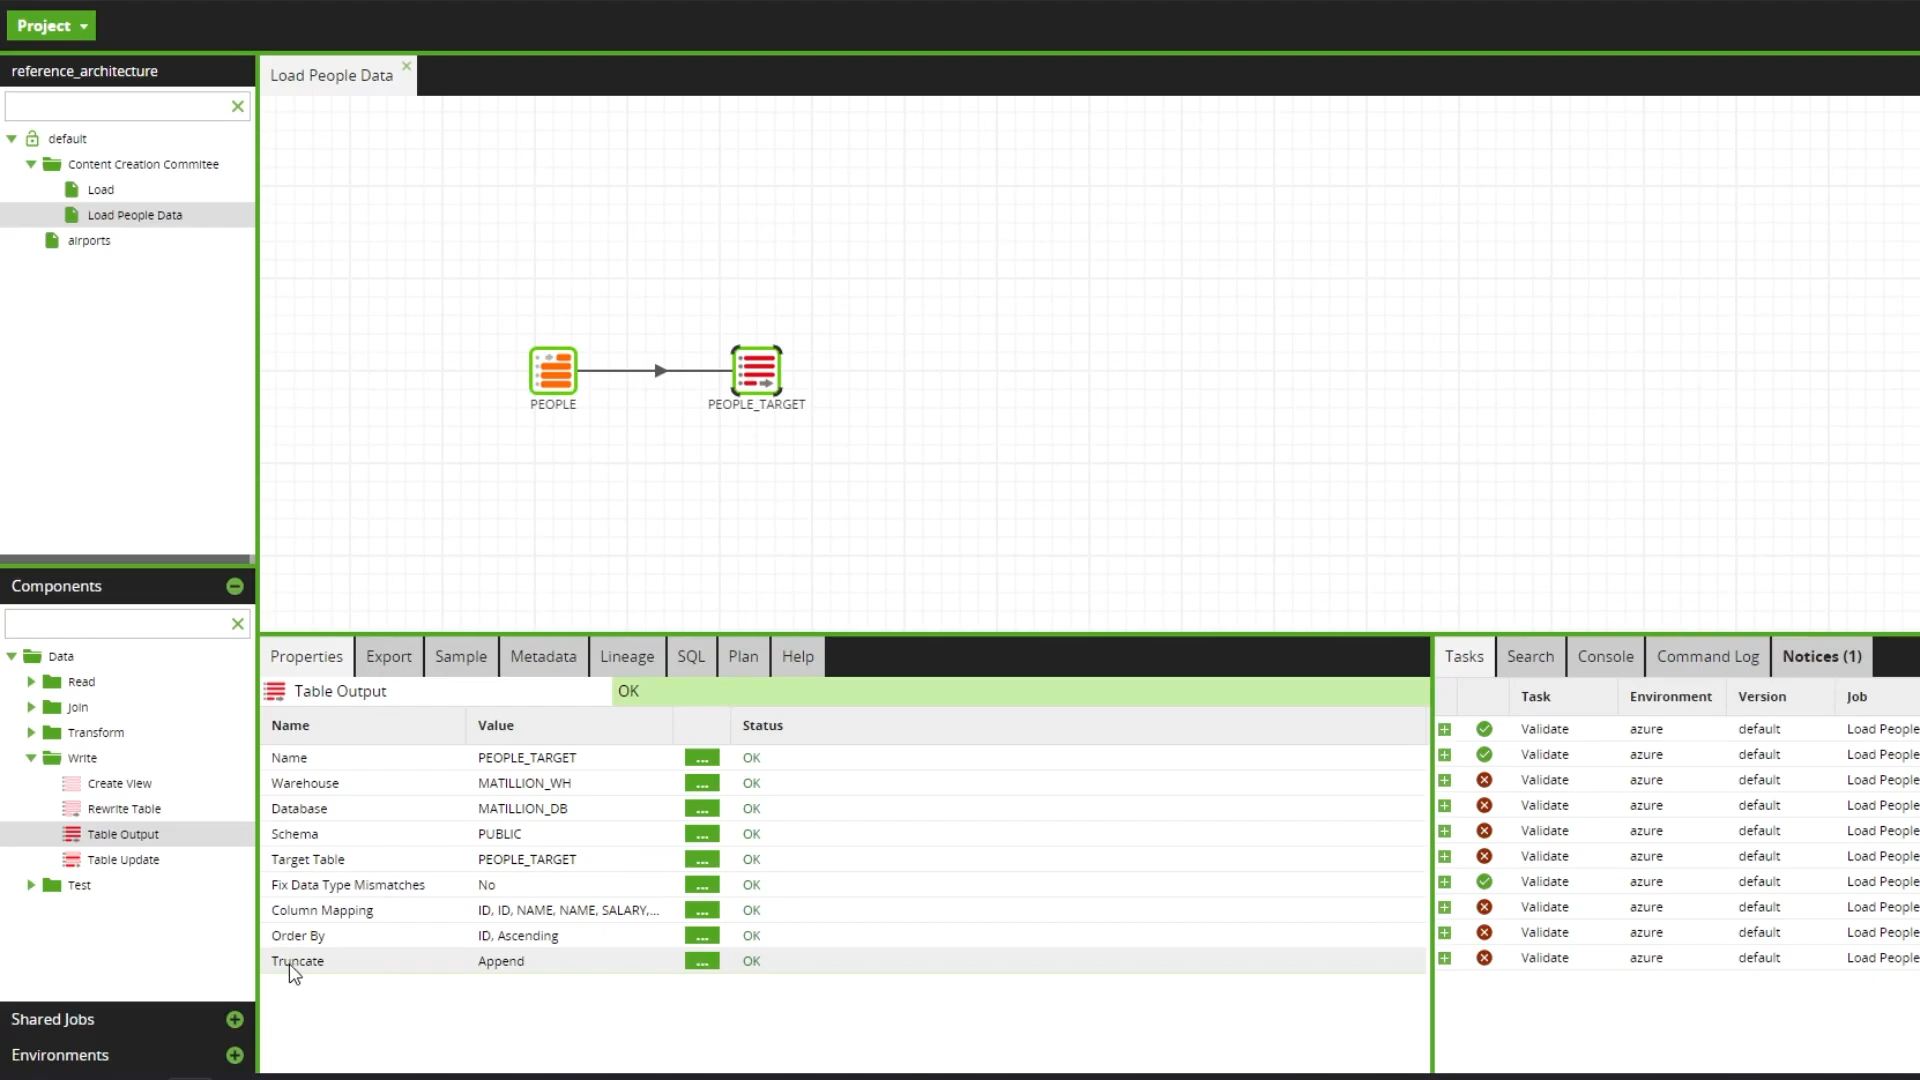 Project
reference_architecture
Load People Data
default
Content Creation Commitee
Load
Load People Data
airports
PEOPLE
PEOPLE_TARGET
Components
Data
Read
Join
Transform
Write
Create View
Rewrite Table
Table Output
Table Update
Test
Shared Jobs
Environments
Properties Export Sample Metadata Lineage SQL Plan Help
Table Output OK
Name Value Status
Name PEOPLE_TARGET ... OK
Warehouse MATILLION_WH ... OK
Database MATILLION_DB ... OK
Schema PUBLIC ... OK
Target Table PEOPLE_TARGET ... OK
Fix Data Type Mismatches No ... OK
Column Mapping ID, ID, NAME, NAME, SALARY,... ... OK
Order By ID, Ascending ... OK
Truncate Append ... OK
Tasks Search Console Command Log Notices (1)
Task Environment Version Job
Validate azure default Load People
Validate azure default Load People
Validate azure default Load People
Validate azure default Load People
Validate azure default Load People
Validate azure default Load People
Validate azure default Load People
Validate azure default Load People
Validate azure default Load People
Validate azure default Load People